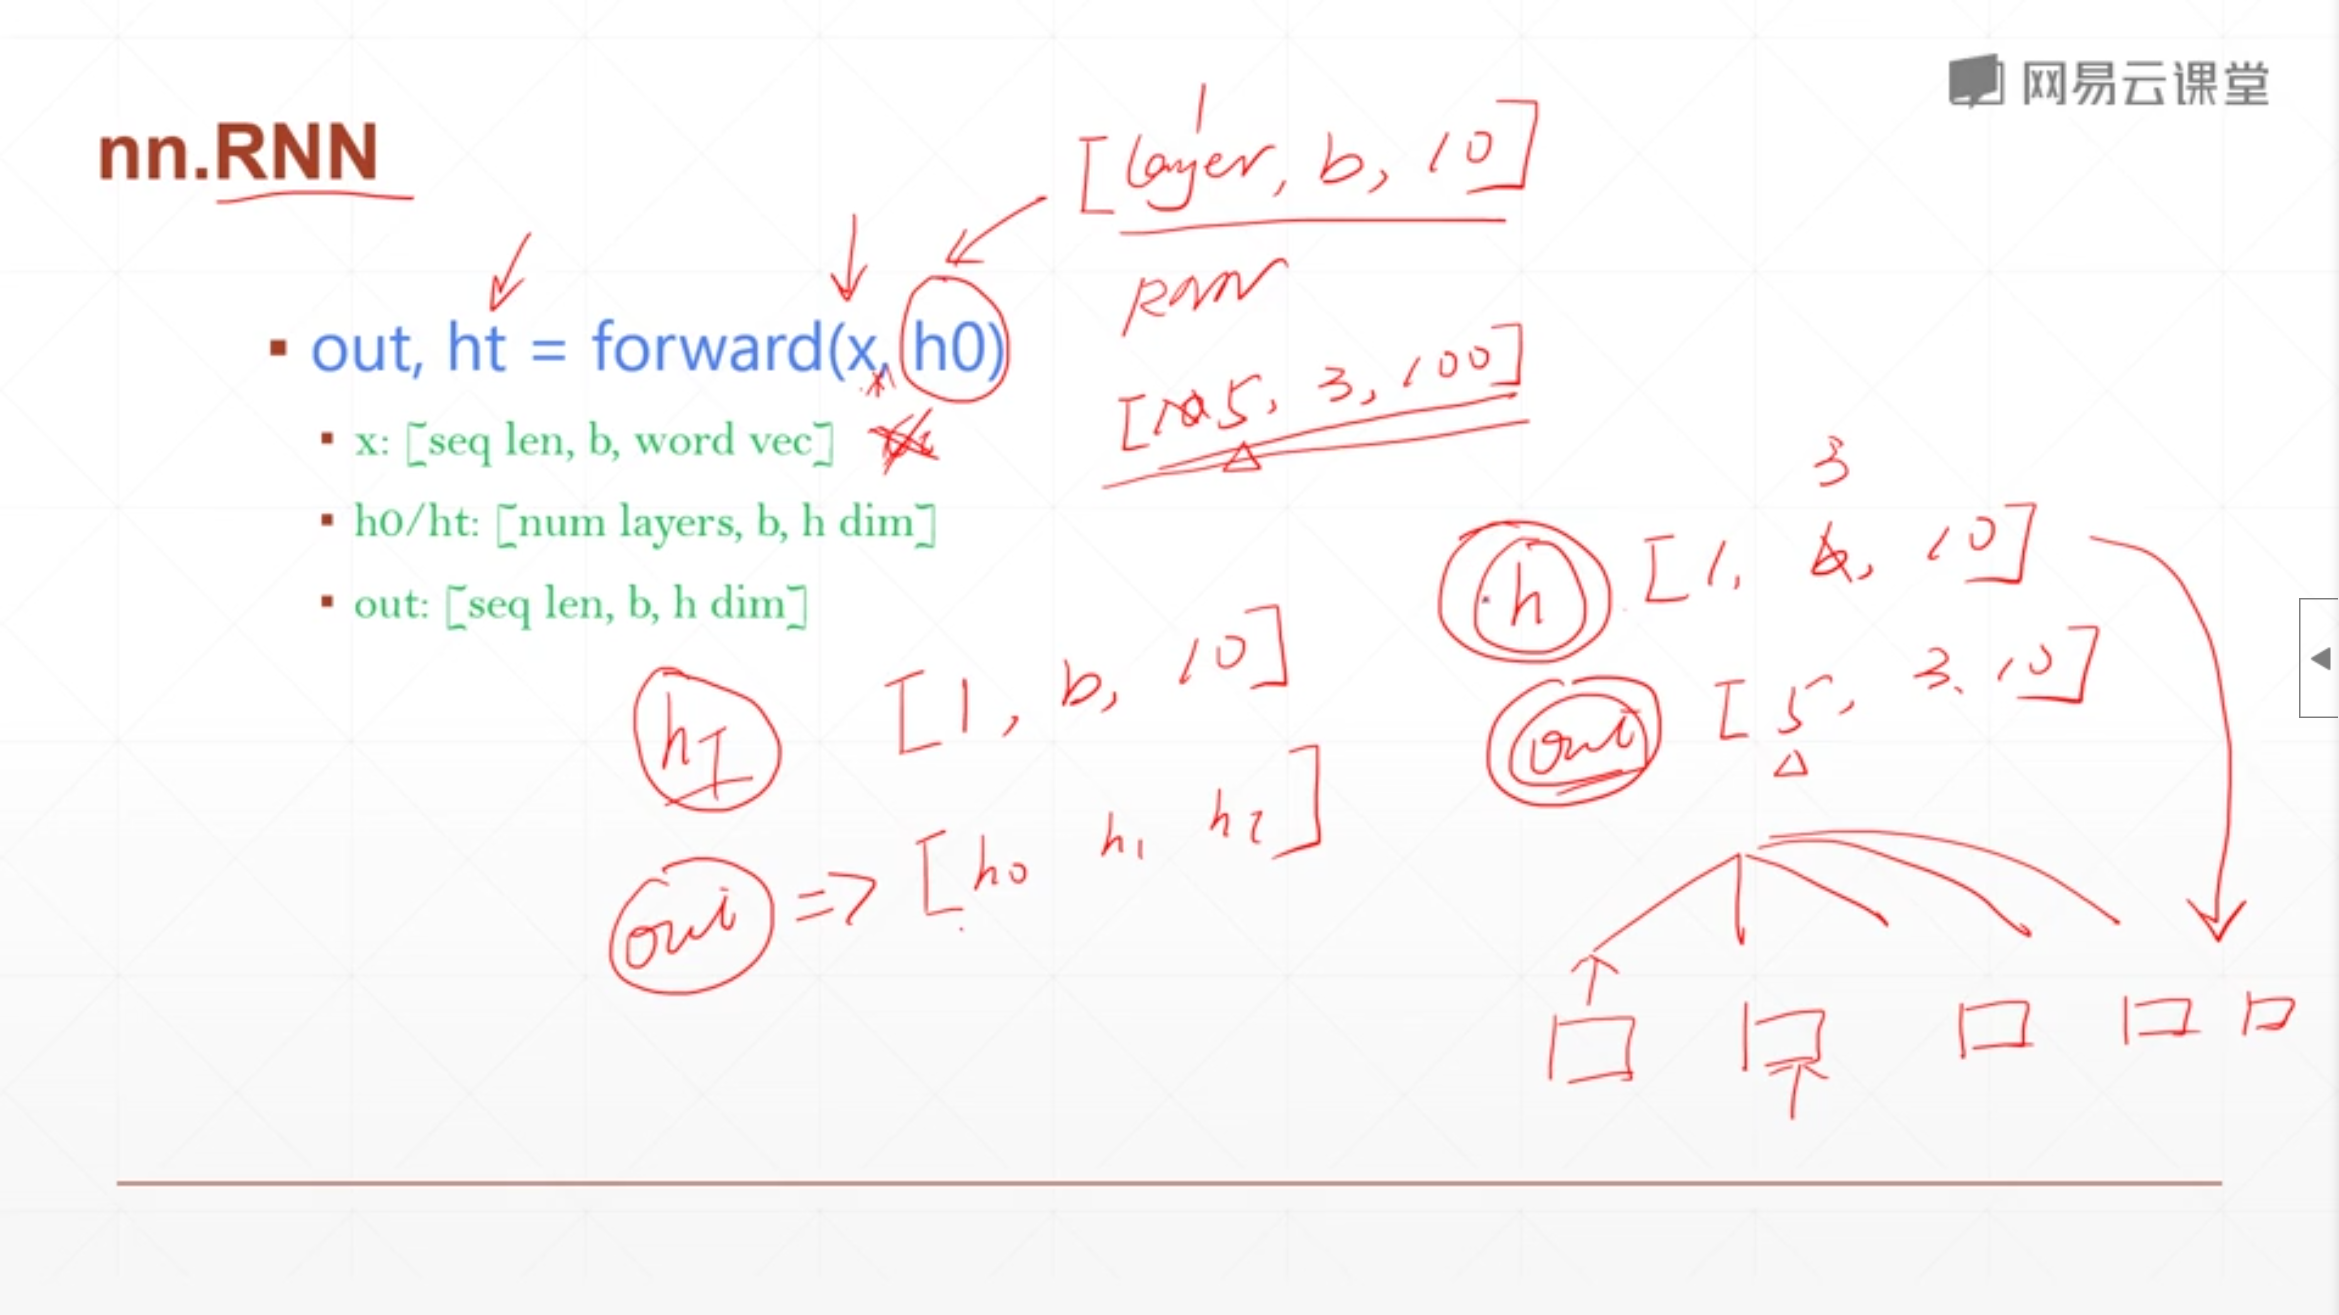 网易云课堂
nn.RNN
1
[layer, b, 10]
RNN
out, ht = forward(x, h0)
[5, 3, 100]
x: [seq len, b, word vec]
h0/ht: [num layers, b, h dim]
out: [seq len, b, h dim]
3
h [1, b, 10]
out [5, 3, 10]
hT [1, b, 10]
out => [h0 h1 h2]